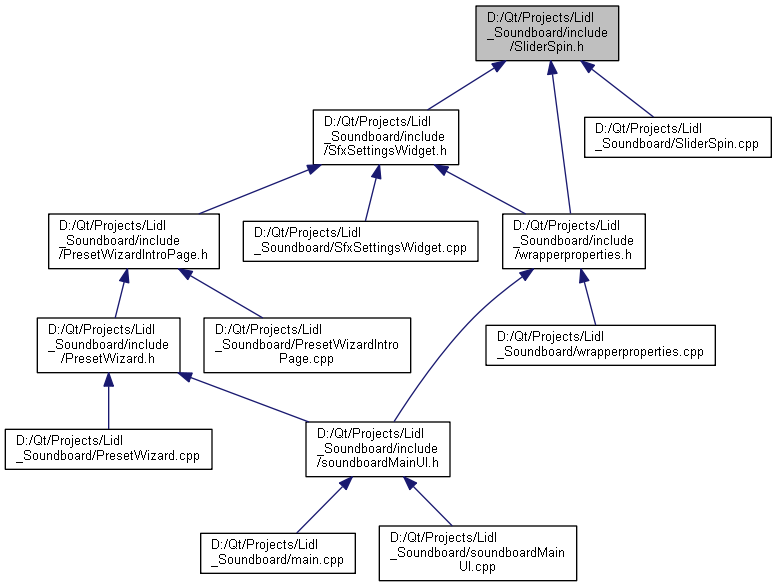 D:/Qt/Projects/Lidl
_Soundboard/include
/SliderSpin.h
D:/Qt/Projects/Lidl
_Soundboard/include
/SfxSettingsWidget.h
D:/Qt/Projects/Lidl
_Soundboard/SliderSpin.cpp
D:/Qt/Projects/Lidl
_Soundboard/include
/PresetWizardIntroPage.h
D:/Qt/Projects/Lidl
_Soundboard/SfxSettingsWidget.cpp
D:/Qt/Projects/Lidl
_Soundboard/include
/wrapperproperties.h
D:/Qt/Projects/Lidl
_Soundboard/include
/PresetWizard.h
D:/Qt/Projects/Lidl
_Soundboard/PresetWizardIntro
Page.cpp
D:/Qt/Projects/Lidl
_Soundboard/wrapperproperties.cpp
D:/Qt/Projects/Lidl
_Soundboard/PresetWizard.cpp
D:/Qt/Projects/Lidl
_Soundboard/include
/soundboardMainUI.h
D:/Qt/Projects/Lidl
_Soundboard/main.cpp
D:/Qt/Projects/Lidl
_Soundboard/soundboardMain
UI.cpp